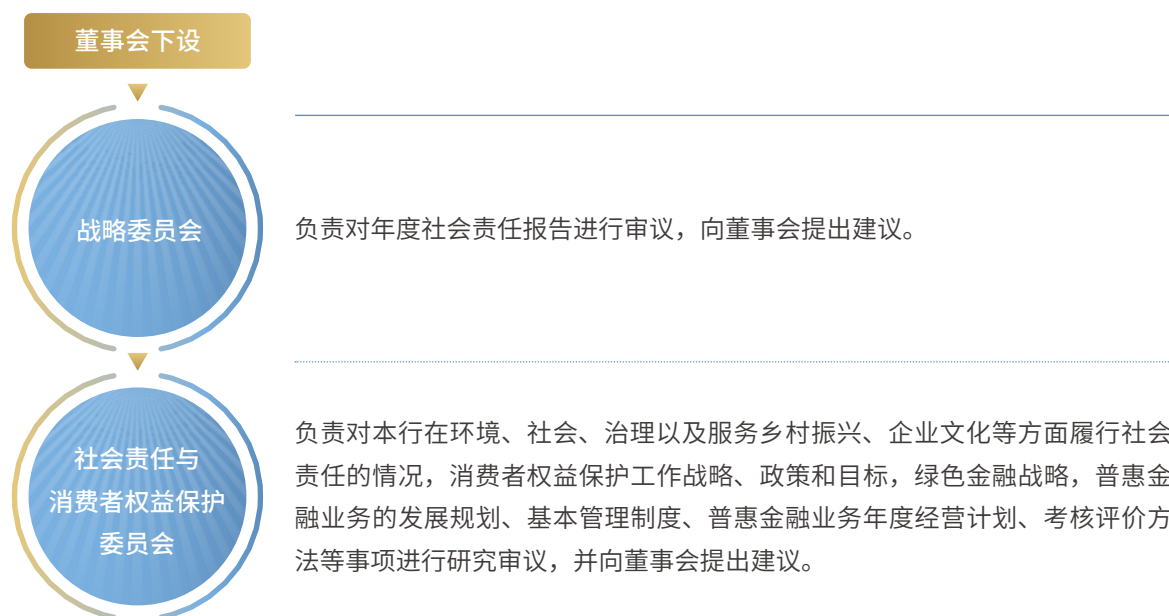 董事会下设
战略委员会
负责对年度社会责任报告进行审议，向董事会提出建议。
社会责任与
消费者权益保护
委员会
负责对本行在环境、社会、治理以及服务乡村振兴、企业文化等方面履行社会
责任的情况，消费者权益保护工作战略、政策和目标，绿色金融战略，普惠金
融业务的发展规划、基本管理制度、普惠金融业务年度经营计划、考核评价方
法等事项进行研究审议，并向董事会提出建议。